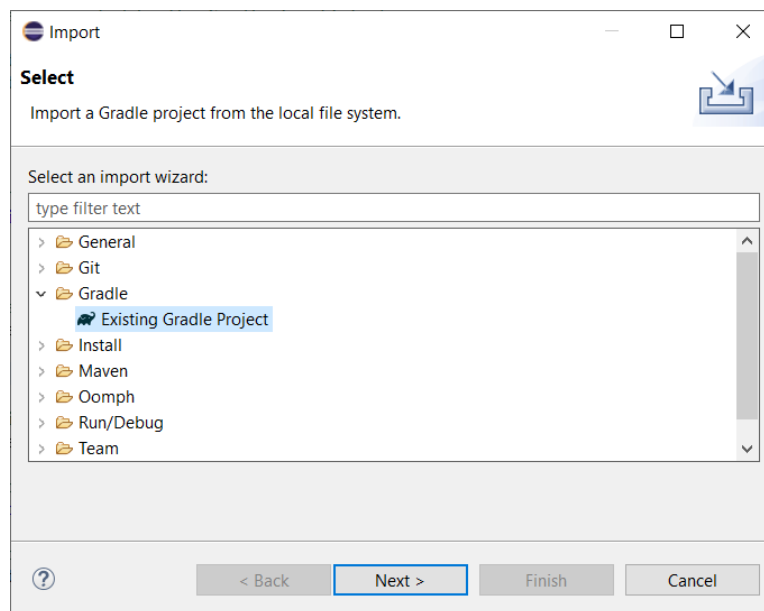 Import
Select
Import a Gradle project from the local file system.
Select an import wizard:
type filter text
General
Git
Gradle
Existing Gradle Project
Install
Maven
Oomph
Run/Debug
Team
?
< Back
Next >
Finish
Cancel